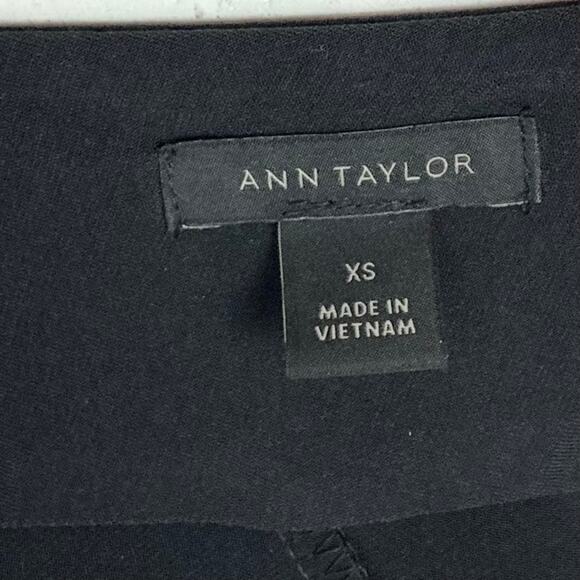 ANN TAYLOR
XS
MADE IN
VIETNAM